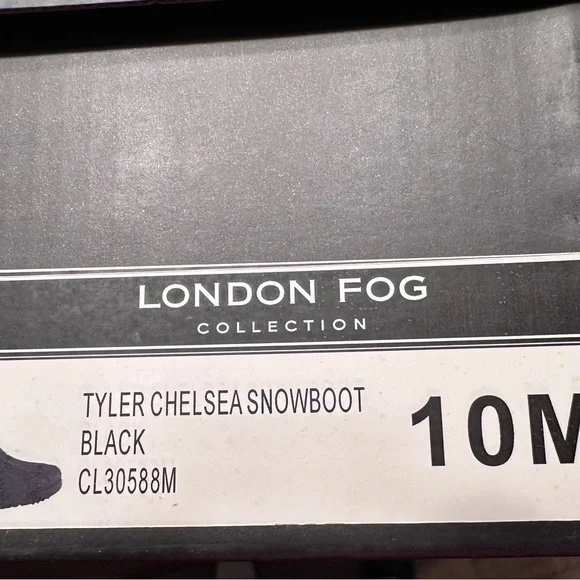 LONDON FOG
COLLECTION
TYLER CHELSEA SNOWBOOT
BLACK
CL30588M
10M